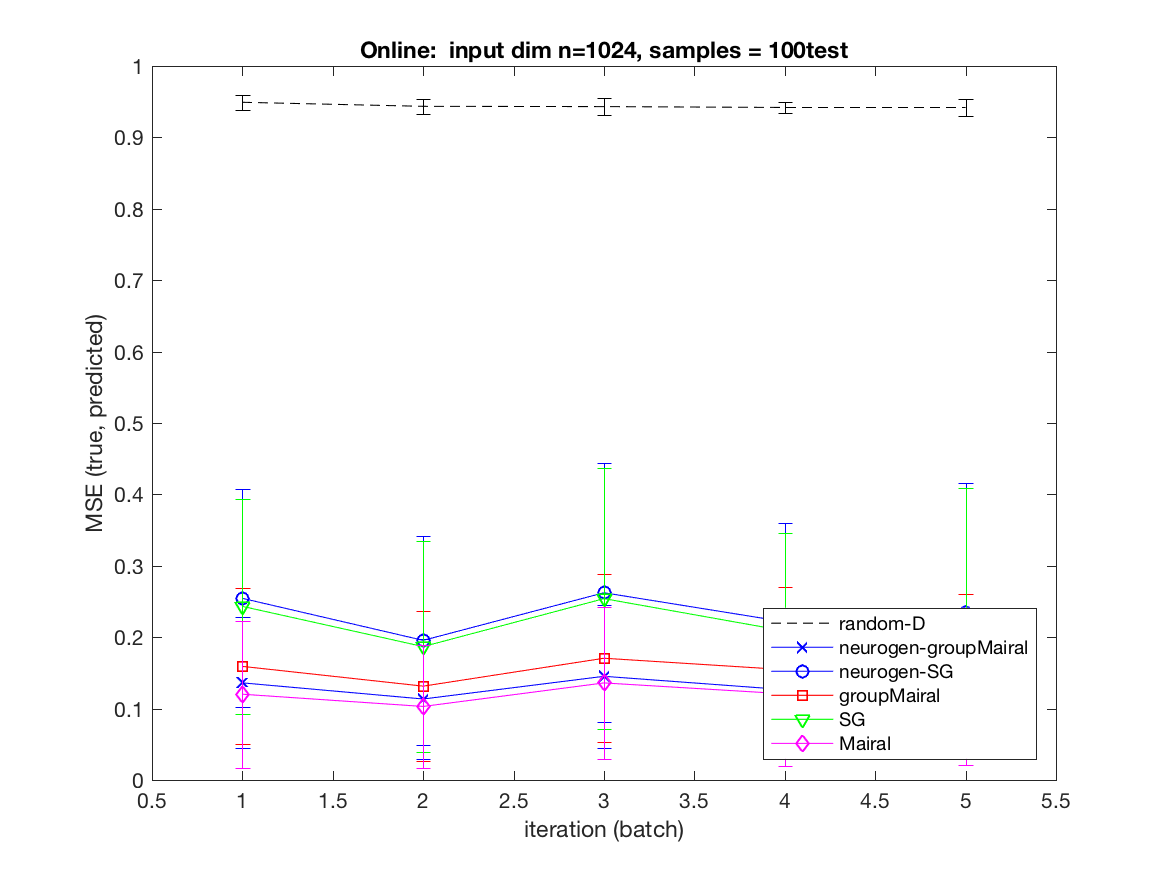 Online:  input dim n=1024, samples = 100test
MSE (true, predicted)
1
0.9
0.8
0.7
0.6
0.5
0.4
0.3
0.2
0.1
0
random-D
neurogen-groupMairal
neurogen-SG
groupMairal
SG
Mairal
0.5 1 1.5 2 2.5 3 3.5 4 4.5 5 5.5
iteration (batch)